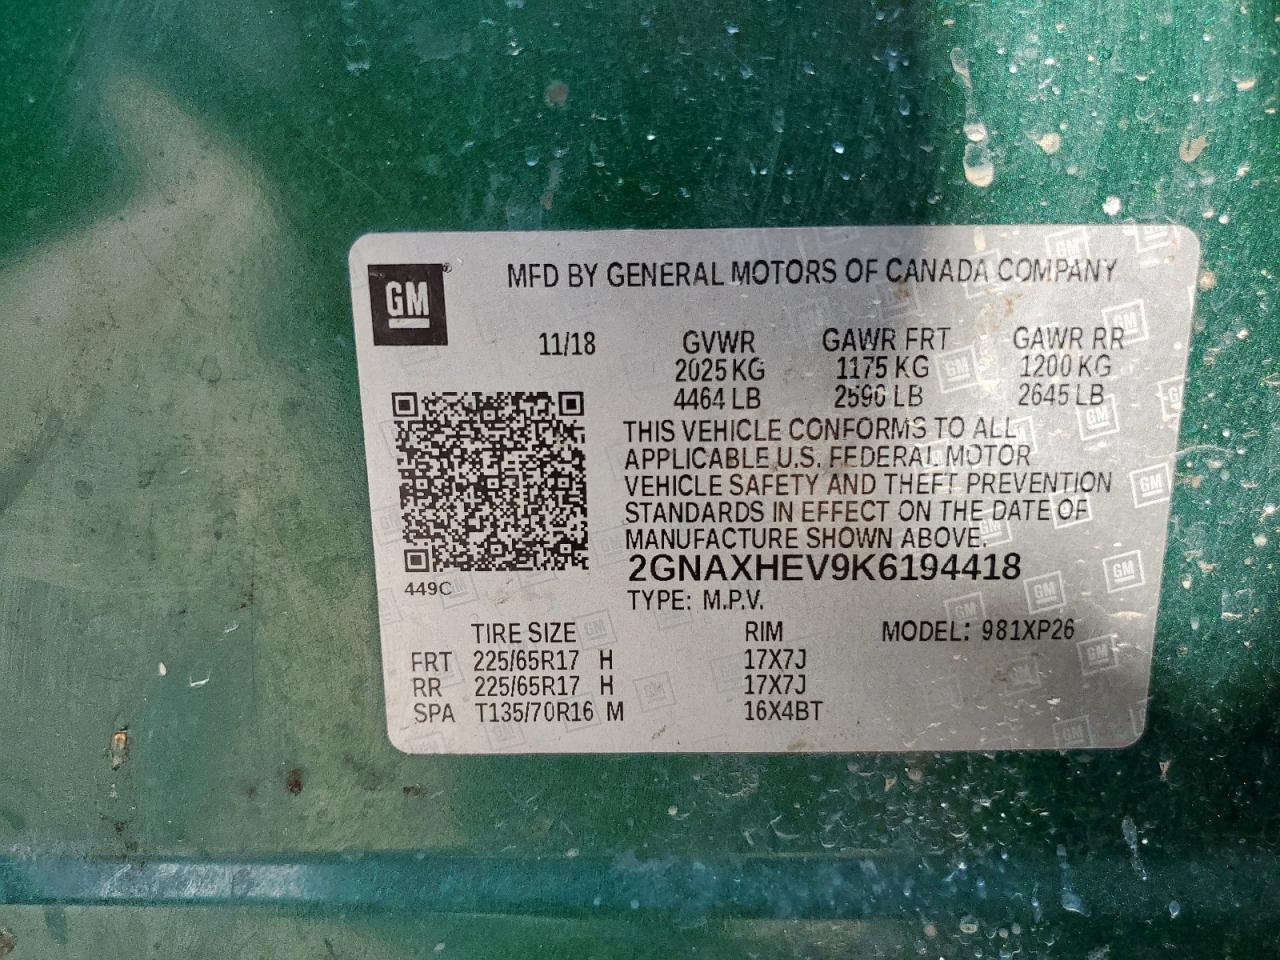 GM
MFD BY GENERAL MOTORS OF CANADA COMPANY
11/18 GVWR GAWR FRT GAWR RR
2025 KG 1175 KG 1200 KG
4464 LB 2590 LB 2645 LB
THIS VEHICLE CONFORMS TO ALL
APPLICABLE U.S. FEDERAL MOTOR
VEHICLE SAFETY AND THEFT PREVENTION
STANDARDS IN EFFECT ON THE DATE OF
MANUFACTURE SHOWN ABOVE.
2GNAXHEV9K6194418
449C
TYPE: M.P.V.
TIRE SIZE RIM MODEL: 981XP26
FRT 225/65R17 H 17X7J
RR 225/65R17 H 17X7J
SPA T135/70R16 M 16X4BT